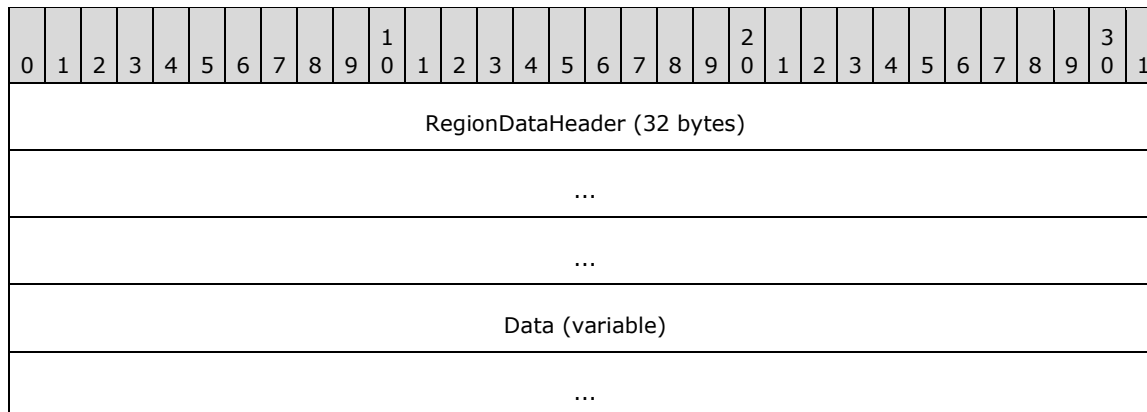 1 2 3
0 1 2 3 4 5 6 7 8 9 0 1 2 3 4 5 6 7 8 9 0 1 2 3 4 5 6 7 8 9 0 1
RegionDataHeader (32 bytes)
...
...
Data (variable)
...